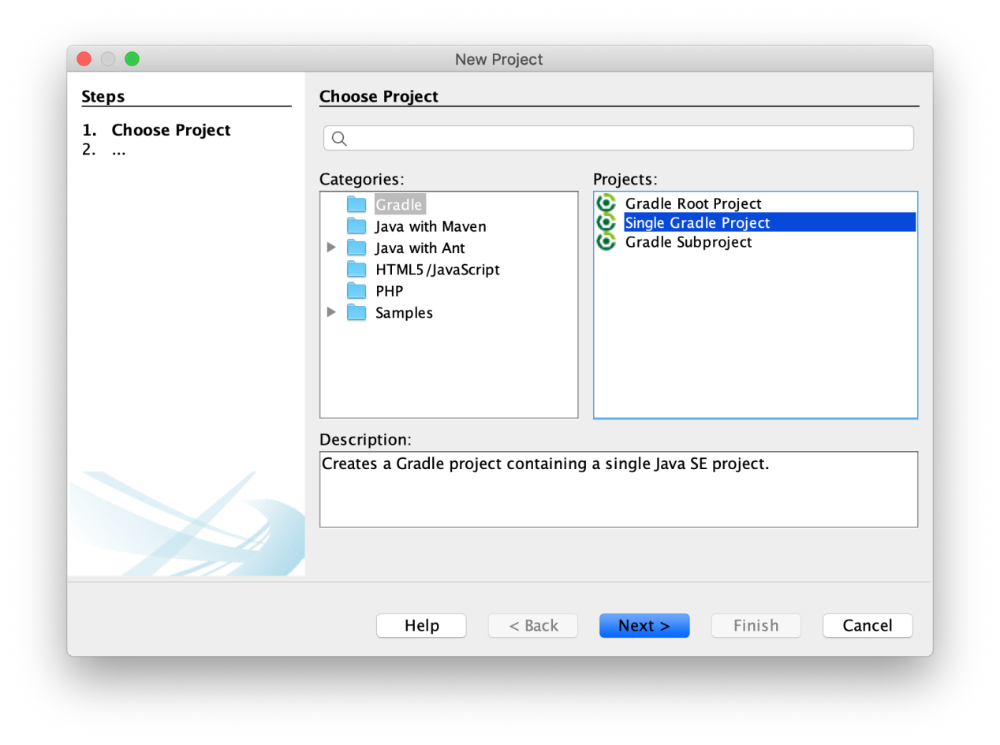 New Project
Steps
1. Choose Project
2. ...
Choose Project
Categories:
Gradle
Java with Maven
Java with Ant
HTML5/JavaScript
PHP
Samples
Projects:
Gradle Root Project
Single Gradle Project
Gradle Subproject
Description:
Creates a Gradle project containing a single Java SE project.
Help
< Back
Next >
Finish
Cancel